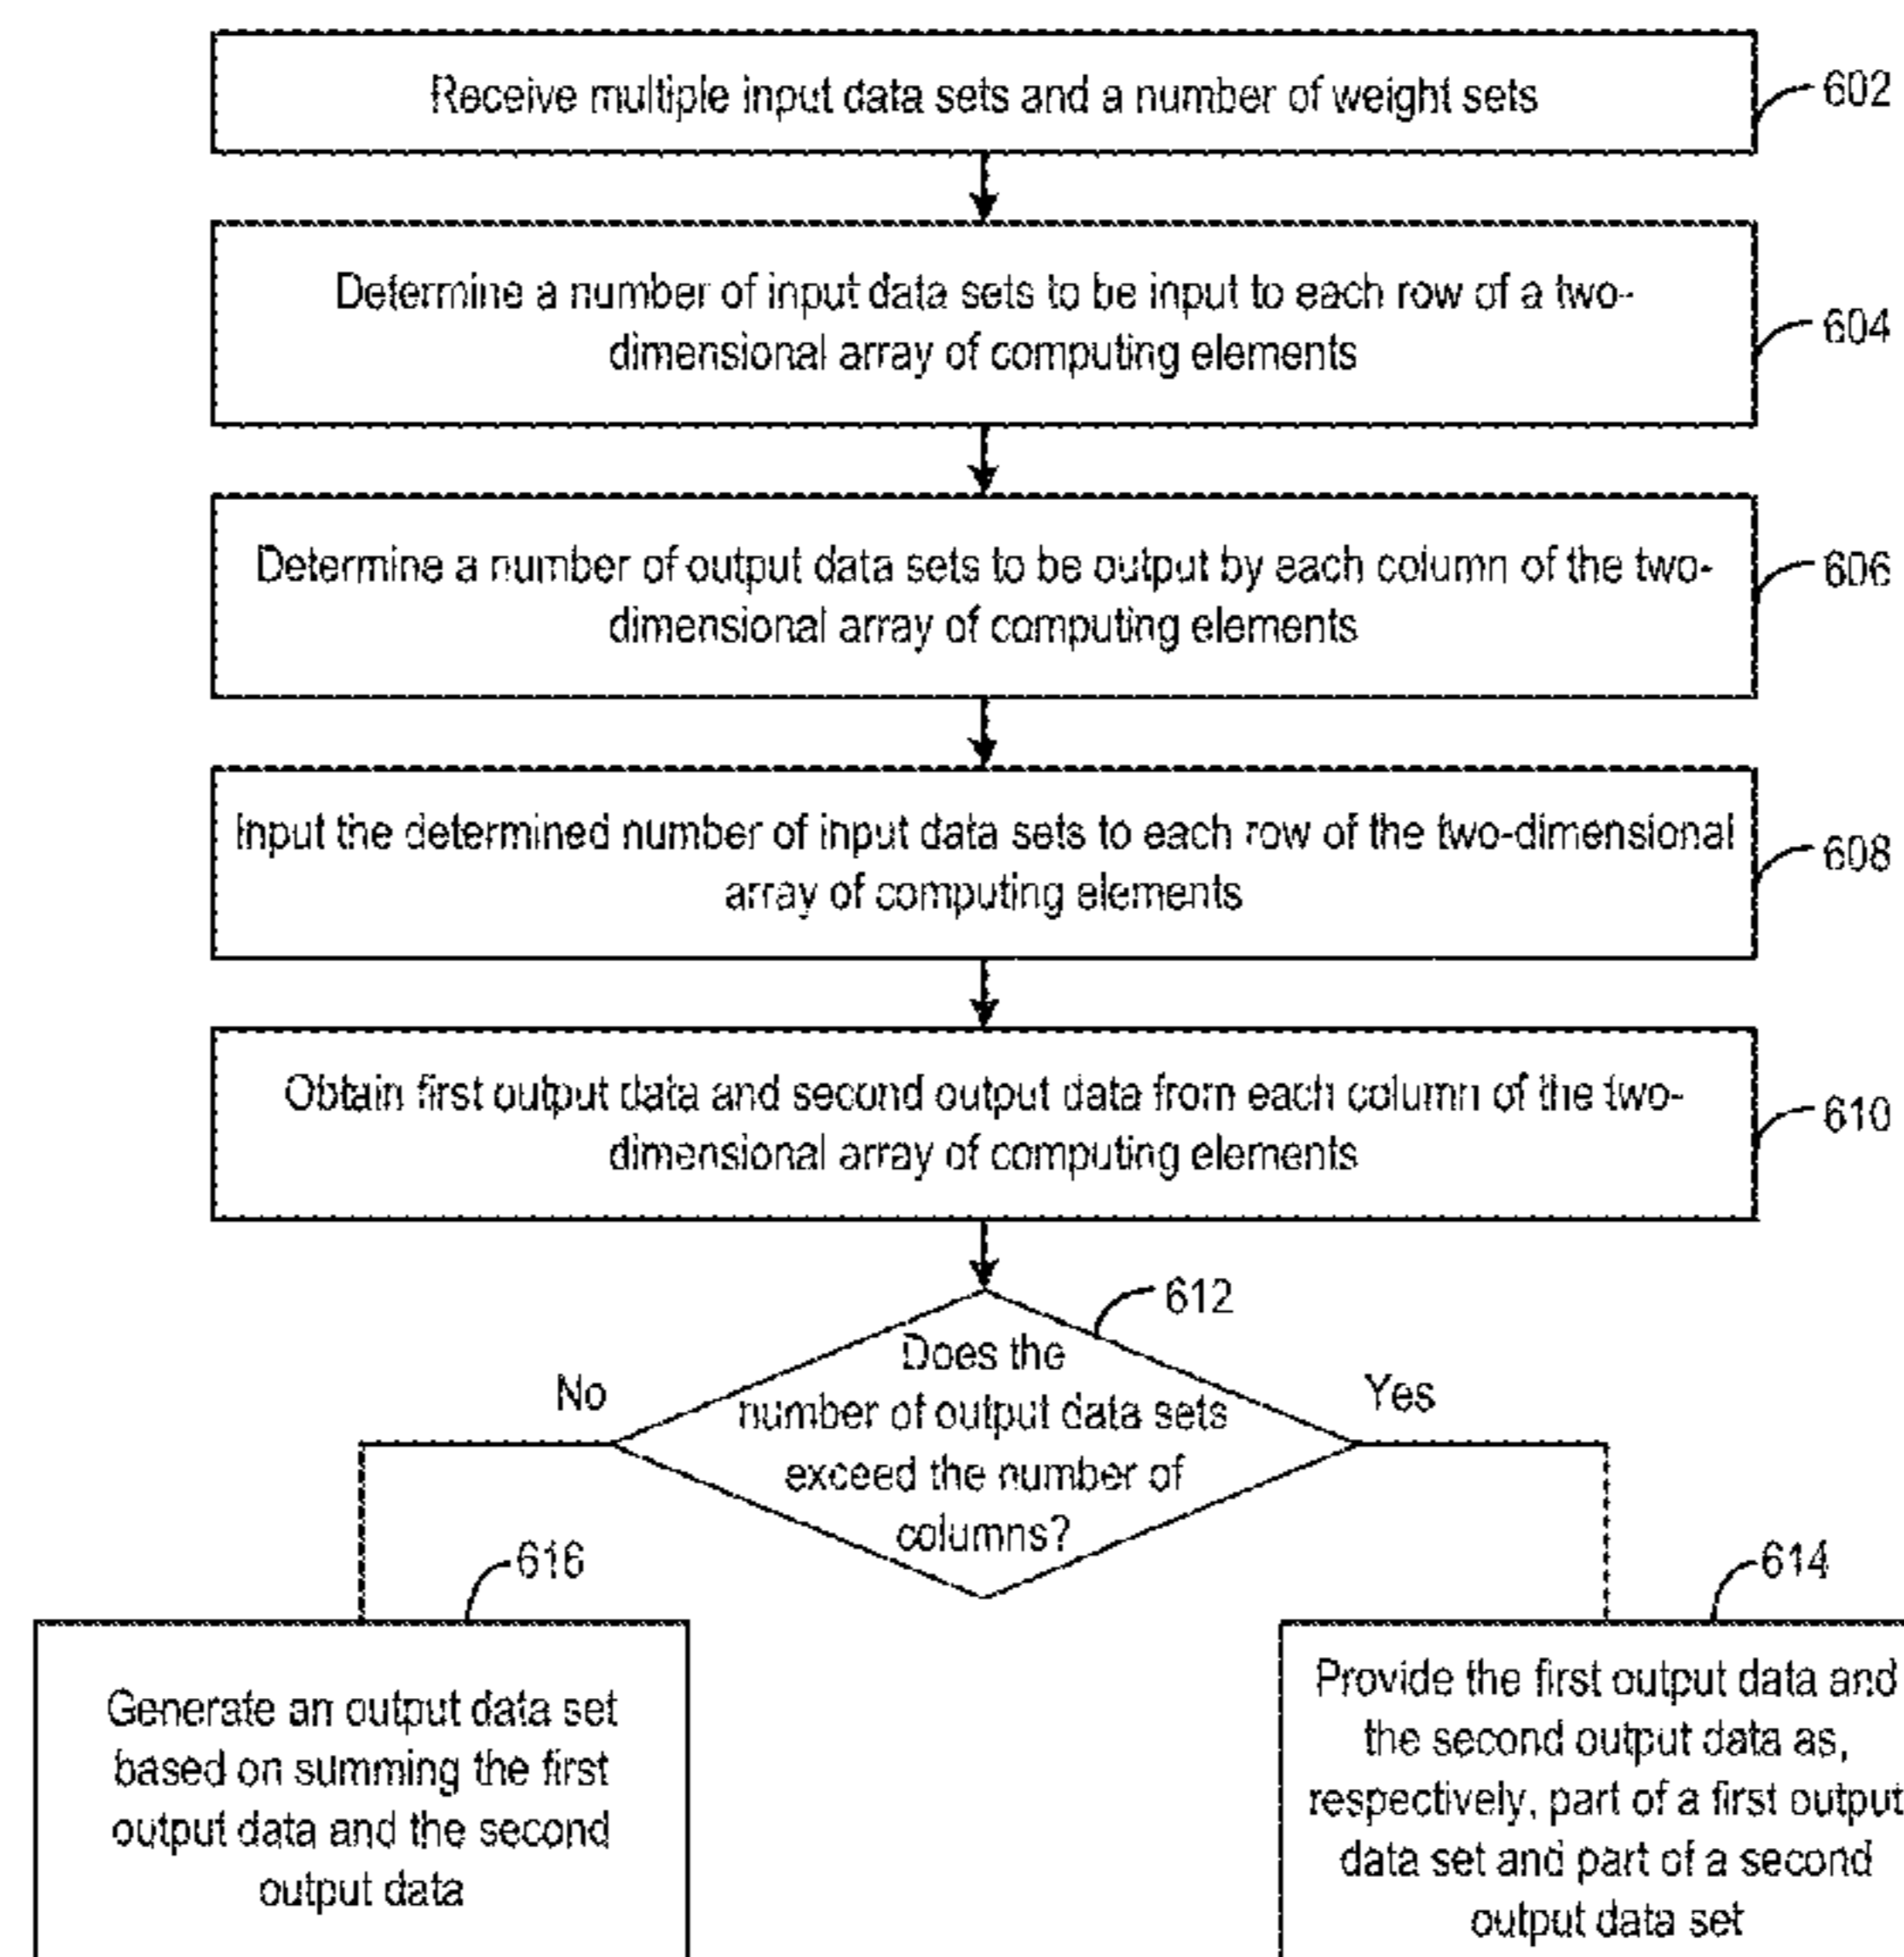 Receive multiple input data sets and a number of weight sets
602
Determine a number of input data sets to be input to each row of a two-
dimensional array of computing elements
604
Determine a number of output data sets to be output by each column of the two-
dimensional array of computing elements
606
Input the determined number of input data sets to each row of the two-dimensional
array of computing elements
608
Obtain first output data and second output data from each column of the two-
dimensional array of computing elements
610
612
Does the
number of output data sets
exceed the number of
columns?
No
Yes
616
Generate an output data set
based on summing the first
output data and the second
output data
614
Provide the first output data and
the second output data as,
respectively, part of a first output
data set and part of a second
output data set